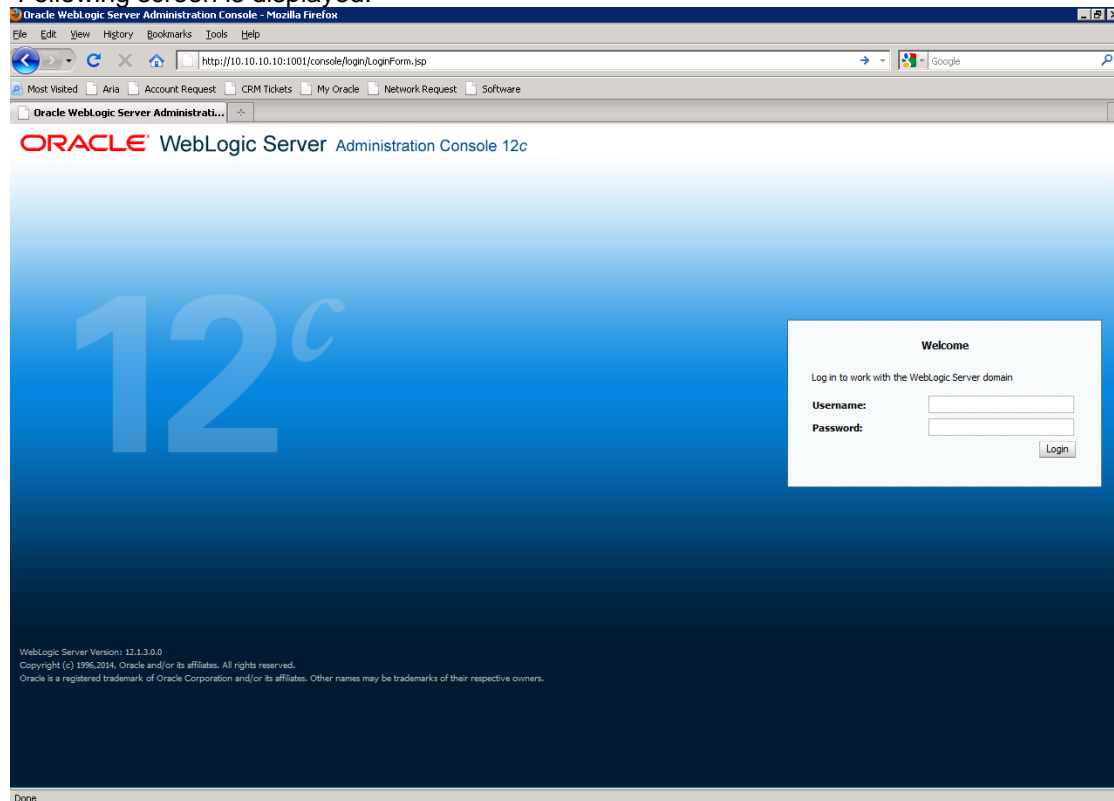 Following screen is displayed:
Oracle WebLogic Server Administration Console - Mozilla Firefox
File Edit View History Bookmarks Tools Help
http://10.10.10.10:1001/console/login/LoginForm.jsp
Google
Most Visited Aria Account Request CRM Tickets My Oracle Network Request Software
Oracle WebLogic Server Administrati...
ORACLE WebLogic Server Administration Console 12c
12c
Welcome
Log in to work with the WebLogic Server domain
Username:
Password:
Login
WebLogic Server Version: 12.1.3.0.0
Copyright (c) 1996,2014, Oracle and/or its affiliates. All rights reserved.
Oracle is a registered trademark of Oracle Corporation and/or its affiliates. Other names may be trademarks of their respective owners.
Done